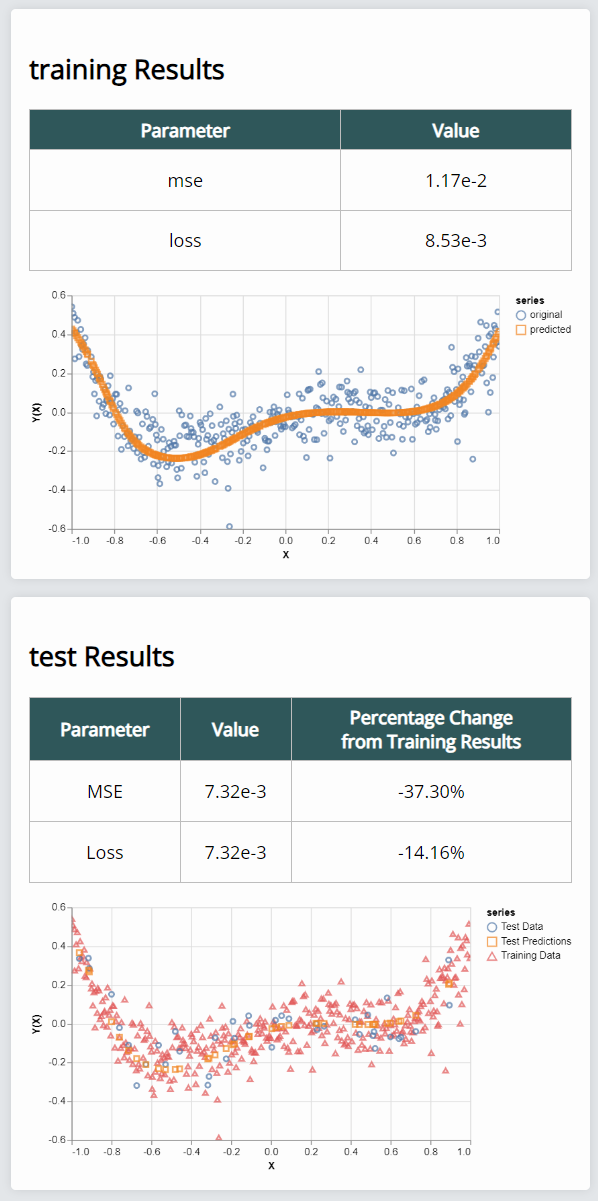 training Results
Parameter Value
mse 1.17e-2
loss 8.53e-3
series
original
predicted
0.6
0.4
0.2
0.0
-0.2
-0.4
-0.6
Y(X)
-1.0 -0.8 -0.6 -0.4 -0.2 0.0 0.2 0.4 0.6 0.8 1.0
X
test Results
Parameter Value Percentage Change
from Training Results
MSE 7.32e-3 -37.30%
Loss 7.32e-3 -14.16%
series
Test Data
Test Predictions
Training Data
0.6
0.4
0.2
0.0
-0.2
-0.4
-0.6
Y(X)
-1.0 -0.8 -0.6 -0.4 -0.2 0.0 0.2 0.4 0.6 0.8 1.0
X